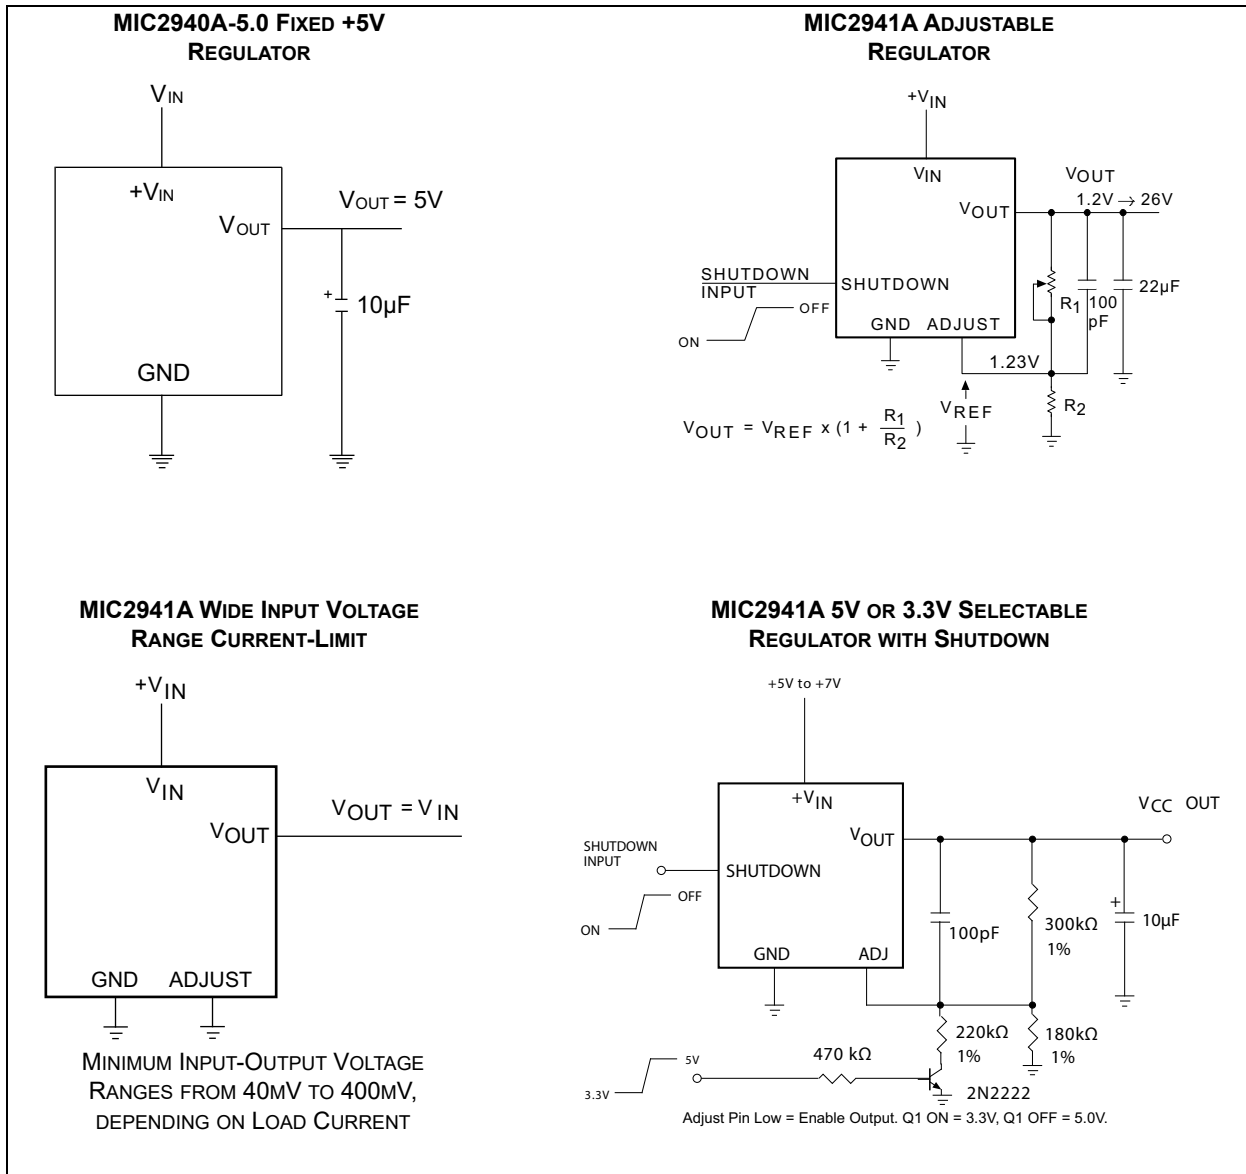 MIC2940A-5.0 FIXED +5V
REGULATOR
VIN
+VIN
VOUT
VOUT = 5V
+
10µF
GND
MIC2941A ADJUSTABLE
REGULATOR
+VIN
VIN
VOUT
VOUT
1.2V → 26V
SHUTDOWN
INPUT
SHUTDOWN
OFF
ON
GND
ADJUST
R1
100
pF
22µF
1.23V
VREF
R2
VOUT = VREF x (1 + R1/R2 )
MIC2941A WIDE INPUT VOLTAGE
RANGE CURRENT-LIMIT
+VIN
VIN
VOUT
VOUT = VIN
GND
ADJUST
MINIMUM INPUT-OUTPUT VOLTAGE
RANGES FROM 40MV TO 400MV,
DEPENDING ON LOAD CURRENT
MIC2941A 5V OR 3.3V SELECTABLE
REGULATOR WITH SHUTDOWN
+5V to +7V
+VIN
VOUT
VCC OUT
SHUTDOWN
INPUT
SHUTDOWN
OFF
ON
GND
ADJ
100pF
300kΩ
1%
+
10µF
220kΩ
1%
180kΩ
1%
470 kΩ
5V
3.3V
2N2222
Adjust Pin Low = Enable Output. Q1 ON = 3.3V, Q1 OFF = 5.0V.